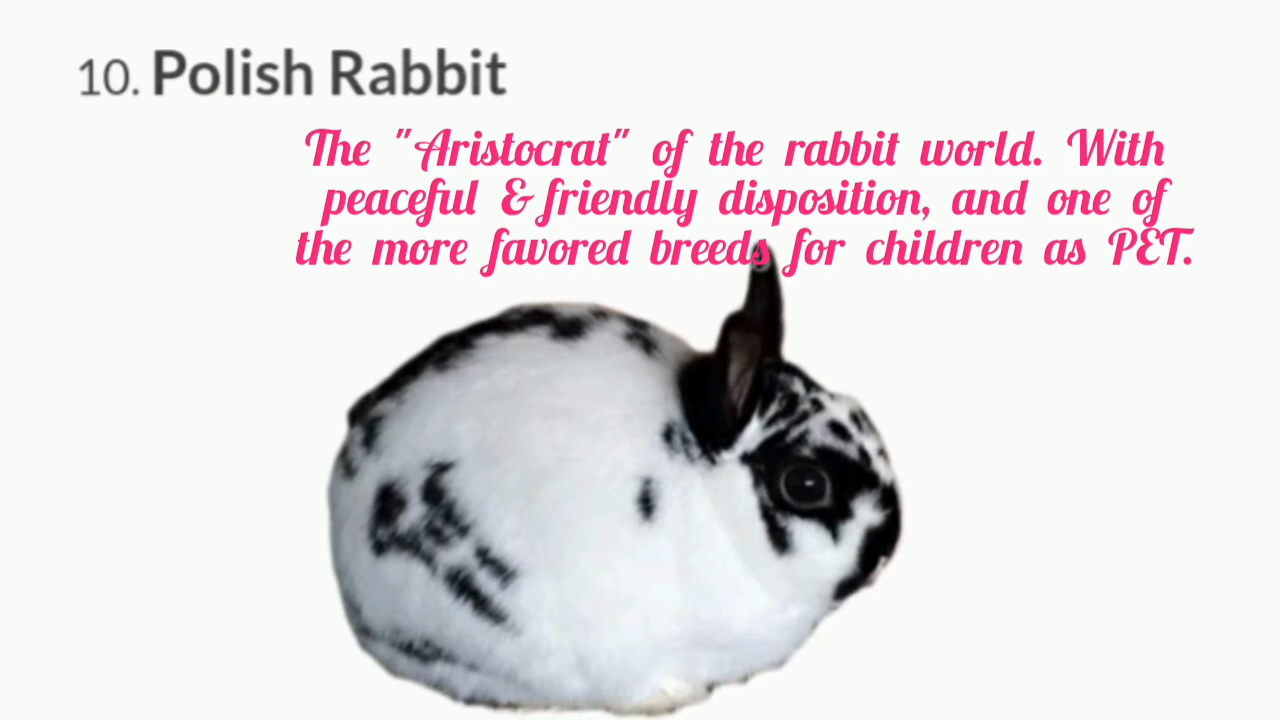 10. Polish Rabbit
The "Aristocrat" of the rabbit world. With
peaceful & friendly disposition, and one of
the more favored breeds for children as PET.